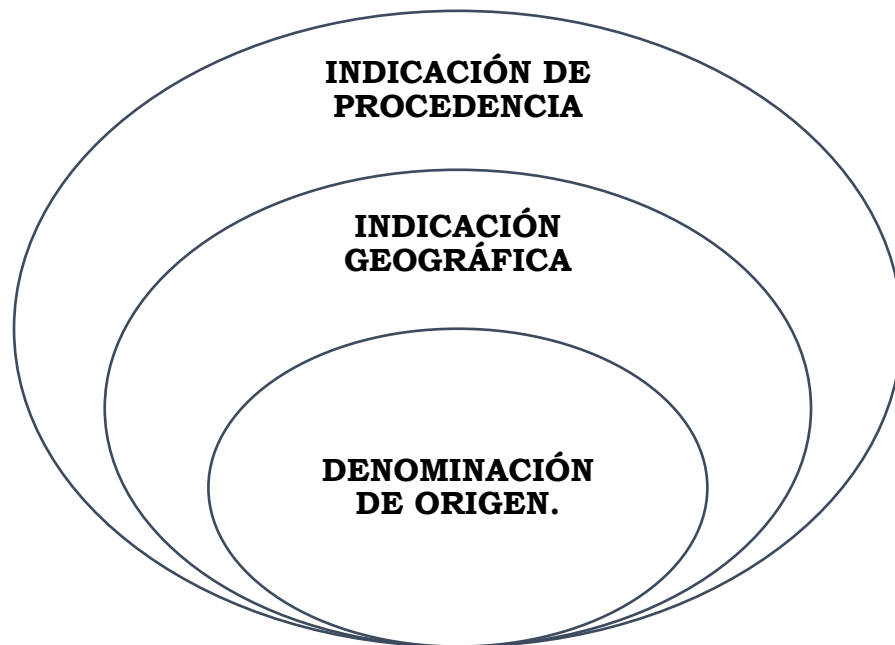 INDICACIÓN DE
PROCEDENCIA
INDICACIÓN
GEOGRÁFICA
DENOMINACIÓN
DE ORIGEN.